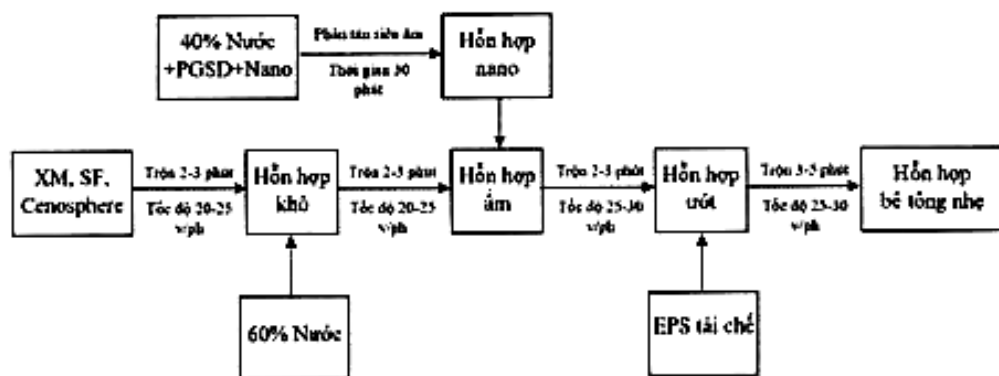 40% Nước
+PGSD+Nano
Phân tán siêu âm
Thời gian 30
phút
Hỗn hợp
nano
XM, SF,
Cenosphere
Trộn 2-3 phút
Tốc độ 20-25
v/ph
Hỗn hợp
khô
Trộn 2-3 phút
Tốc độ 20-25
v/ph
Hỗn hợp
ẩm
Trộn 2-3 phút
Tốc độ 25-30
v/ph
Hỗn hợp
ướt
Trộn 3-5 phút
Tốc độ 25-30
v/ph
Hỗn hợp
bê tông nhẹ
60% Nước
EPS tái chế